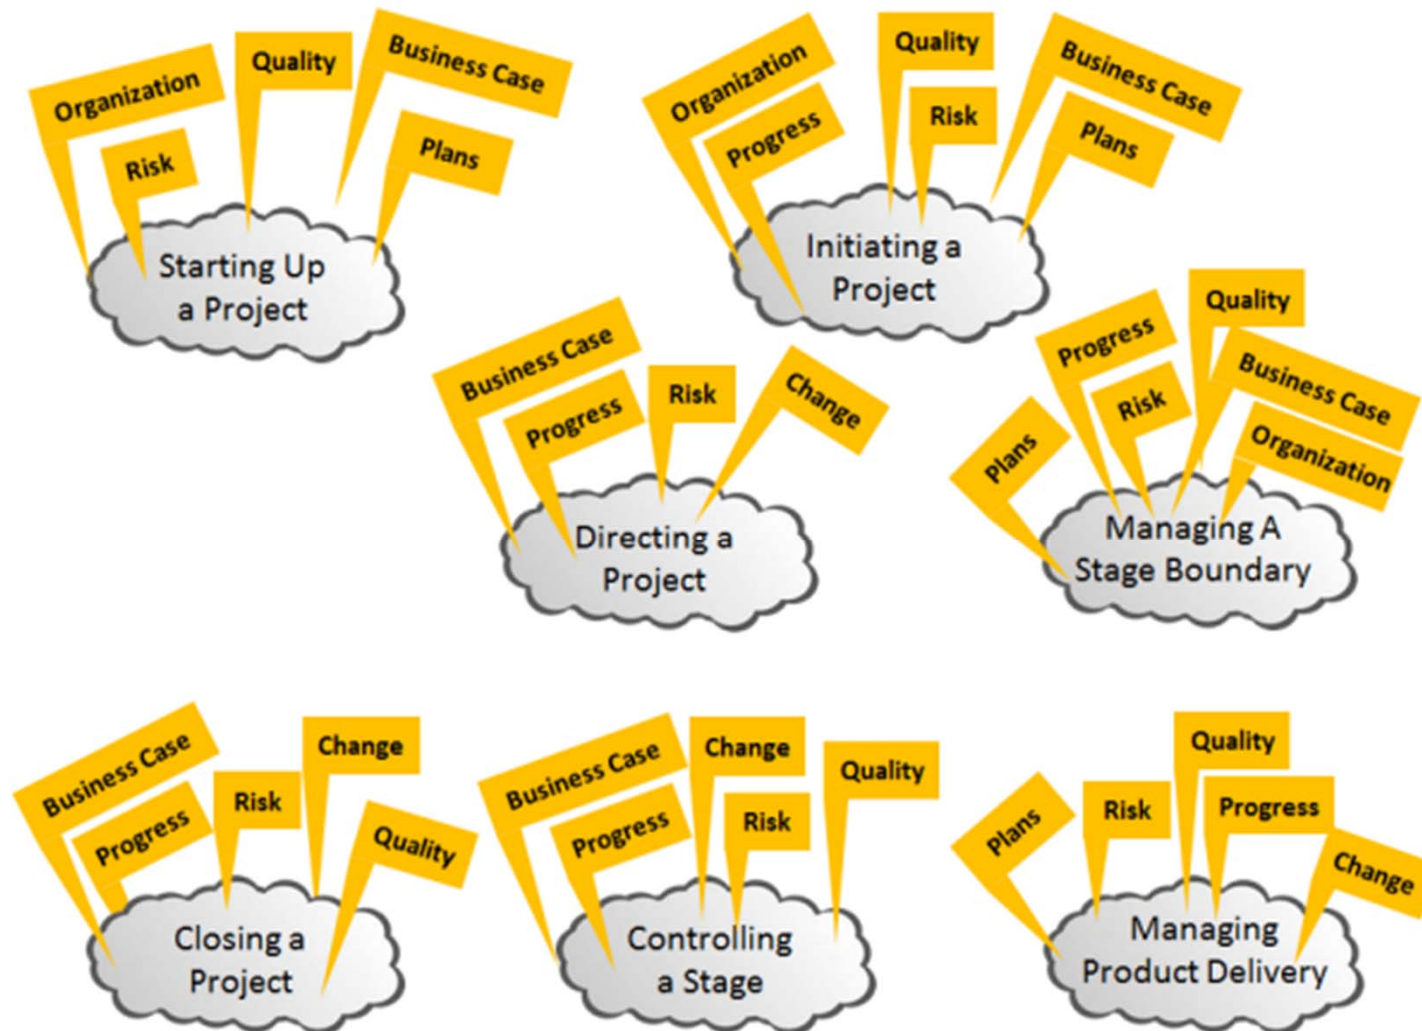 Organization
Risk
Quality
Business Case
Plans
Starting Up
a Project
Organization
Progress
Quality
Risk
Business Case
Plans
Initiating a
Project
Business Case
Progress
Risk
Change
Directing a
Project
Plans
Progress
Risk
Quality
Business Case
Organization
Managing A
Stage Boundary
Business Case
Progress
Risk
Change
Quality
Closing a
Project
Business Case
Progress
Change
Risk
Quality
Controlling
a Stage
Plans
Risk
Quality
Progress
Change
Managing
Product Delivery